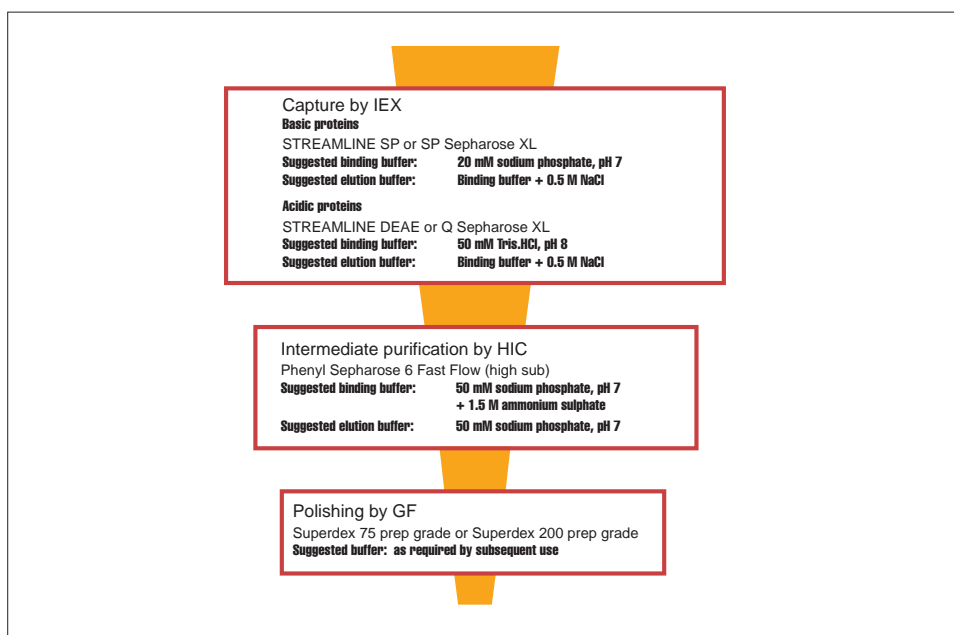 Capture by IEX
Basic proteins
STREAMLINE SP or SP Sepharose XL
Suggested binding buffer: 20 mM sodium phosphate, pH 7
Suggested elution buffer: Binding buffer + 0.5 M NaCl
Acidic proteins
STREAMLINE DEAE or Q Sepharose XL
Suggested binding buffer: 50 mM Tris.HCl, pH 8
Suggested elution buffer: Binding buffer + 0.5 M NaCl
Intermediate purification by HIC
Phenyl Sepharose 6 Fast Flow (high sub)
Suggested binding buffer: 50 mM sodium phosphate, pH 7
+ 1.5 M ammonium sulphate
Suggested elution buffer: 50 mM sodium phosphate, pH 7
Polishing by GF
Superdex 75 prep grade or Superdex 200 prep grade
Suggested buffer: as required by subsequent use